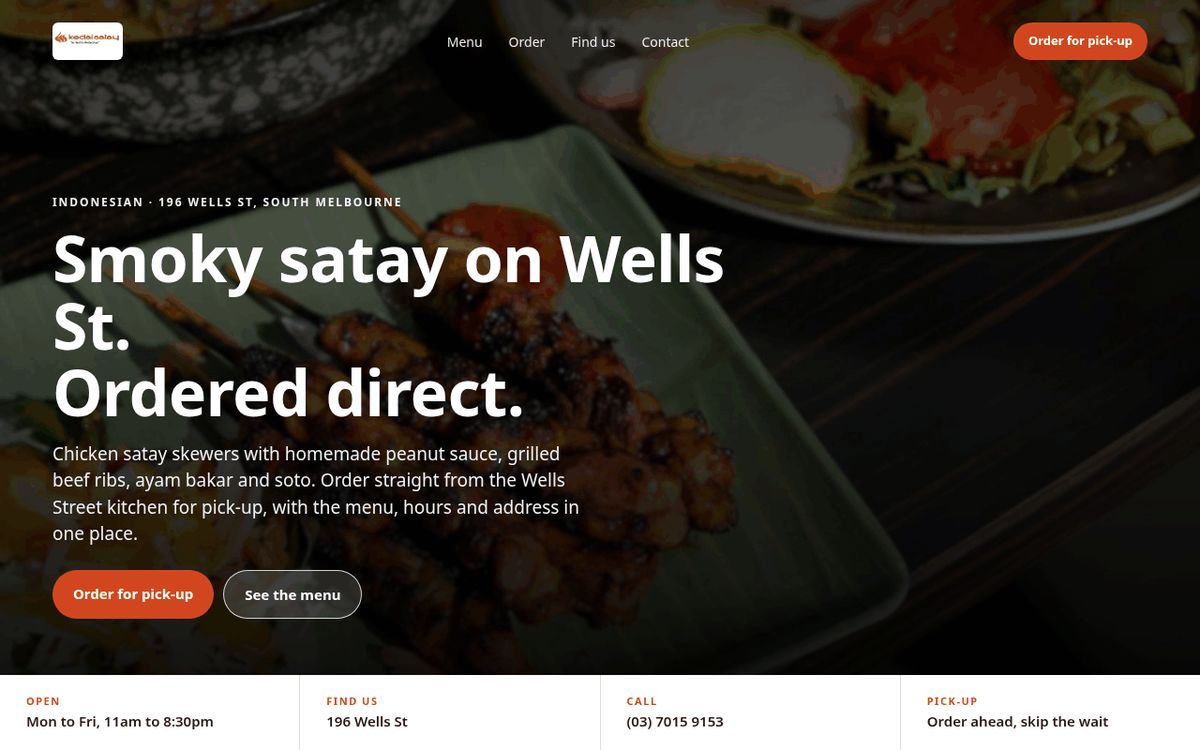 kedai satay
Menu
Order
Find us
Contact
Order for pick-up
INDONESIAN · 196 WELLS ST, SOUTH MELBOURNE
Smoky satay on Wells
St.
Ordered direct.
Chicken satay skewers with homemade peanut sauce, grilled
beef ribs, ayam bakar and soto. Order straight from the Wells
Street kitchen for pick-up, with the menu, hours and address in
one place.
Order for pick-up
See the menu
OPEN
Mon to Fri, 11am to 8:30pm
FIND US
196 Wells St
CALL
(03) 7015 9153
PICK-UP
Order ahead, skip the wait